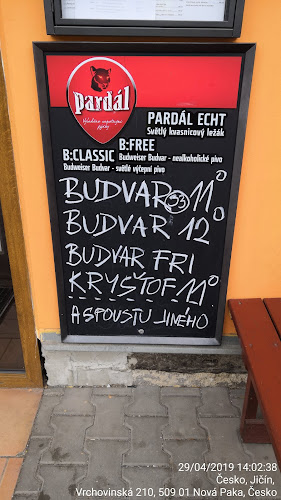 pardál
PARDÁL ECHT
Světlý kvasnicový ležák
B:FREE
B:CLASSIC Budweiser Budvar - nealkoholické pivo
Budweiser Budvar - světlé výčepní pivo
BUDVAR 33 11°
BUDVAR 12
BUDVAR FRI
KRYŠTOF 11°
A SPOUSTU JINÉHO
29/04/2019 14:02:38
Česko, Jičín,
Vrchovinská 210, 509 01 Nová Paka, Česko